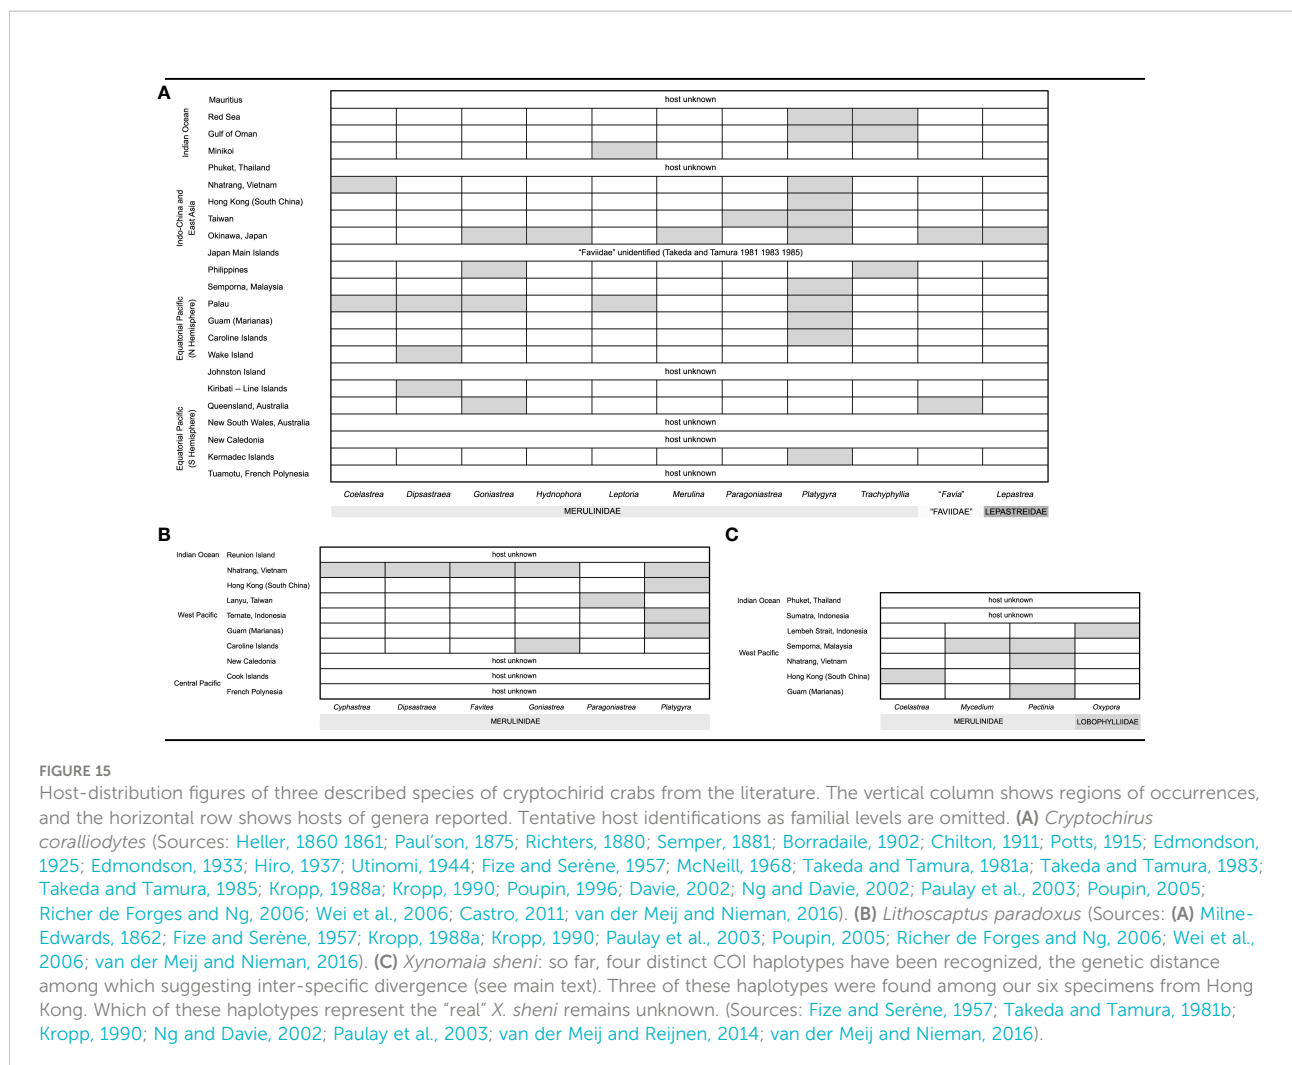 A
Indian Ocean
Indo-China and
East Asia
Equatorial Pacific
(N Hemisphere)
Equatorial Pacific
(S Hemisphere)
Mauritius host unknown
Red Sea
Gulf of Oman
Minikoi
Phuket, Thailand host unknown
Nhatrang, Vietnam
Hong Kong (South China)
Taiwan
Okinawa, Japan
Japan Main Islands "Faviidae" unidentified (Takeda and Tamura 1981 1983 1985)
Philippines
Semporna, Malaysia
Palau
Guam (Marianas)
Caroline Islands
Wake Island
Johnston Island host unknown
Kiribati -- Line Islands
Queensland, Australia
New South Wales, Australia host unknown
New Caledonia host unknown
Kermadec Islands
Tuamotu, French Polynesia host unknown
Coelastrea Dipsastraea Goniastrea Hydnophora Leptoria Merulina Paragoniastrea Platygyra Trachyphyllia "Favia" Lepastrea
MERULINIDAE "FAVIIDAE" LEPASTREIDAE
B
Indian Ocean Reunion Island host unknown
Nhatrang, Vietnam
Hong Kong (South China)
Lanyu, Taiwan
West Pacific Ternate, Indonesia
Guam (Marianas)
Caroline Islands
New Caledonia host unknown
Central Pacific
Cook Islands host unknown
French Polynesia host unknown
Cyphastrea Dipsastraea Favites Goniastrea Paragoniastrea Platygyra
MERULINIDAE
C
Indian Ocean Phuket, Thailand host unknown
Sumatra, Indonesia host unknown
Lembeh Strait, Indonesia
Semporna, Malaysia
West Pacific
Nhatrang, Vietnam
Hong Kong (South China)
Guam (Marianas)
Coelastrea Mycedium Pectinia Oxypora
MERULINIDAE LOBOPHYLLIIDAE
FIGURE 15
Host-distribution figures of three described species of cryptochirid crabs from the literature. The vertical column shows regions of occurrences,
and the horizontal row shows hosts of genera reported. Tentative host identifications as familial levels are omitted. (A) Cryptochirus
coralliodytes (Sources: Heller, 1860 1861; Paul'son, 1875; Richters, 1880; Semper, 1881; Borradaile, 1902; Chilton, 1911; Potts, 1915; Edmondson,
1925; Edmondson, 1933; Hiro, 1937; Utinomi, 1944; Fize and Serène, 1957; McNeill, 1968; Takeda and Tamura, 1981a; Takeda and Tamura, 1983;
Takeda and Tamura, 1985; Kropp, 1988a; Kropp, 1990; Poupin, 1996; Davie, 2002; Ng and Davie, 2002; Paulay et al., 2003; Poupin, 2005;
Richer de Forges and Ng, 2006; Wei et al., 2006; Castro, 2011; van der Meij and Nieman, 2016). (B) Lithoscaptus paradoxus (Sources: (A) Milne-
Edwards, 1862; Fize and Serène, 1957; Kropp, 1988a; Kropp, 1990; Paulay et al., 2003; Poupin, 2005; Richer de Forges and Ng, 2006; Wei et al.,
2006; van der Meij and Nieman, 2016). (C) Xynomaia sheni: so far, four distinct COI haplotypes have been recognized, the genetic distance
among which suggesting inter-specific divergence (see main text). Three of these haplotypes were found among our six specimens from Hong
Kong. Which of these haplotypes represent the "real" X. sheni remains unknown. (Sources: Fize and Serène, 1957; Takeda and Tamura, 1981b;
Kropp, 1990; Ng and Davie, 2002; Paulay et al., 2003; van der Meij and Reijnen, 2014; van der Meij and Nieman, 2016).